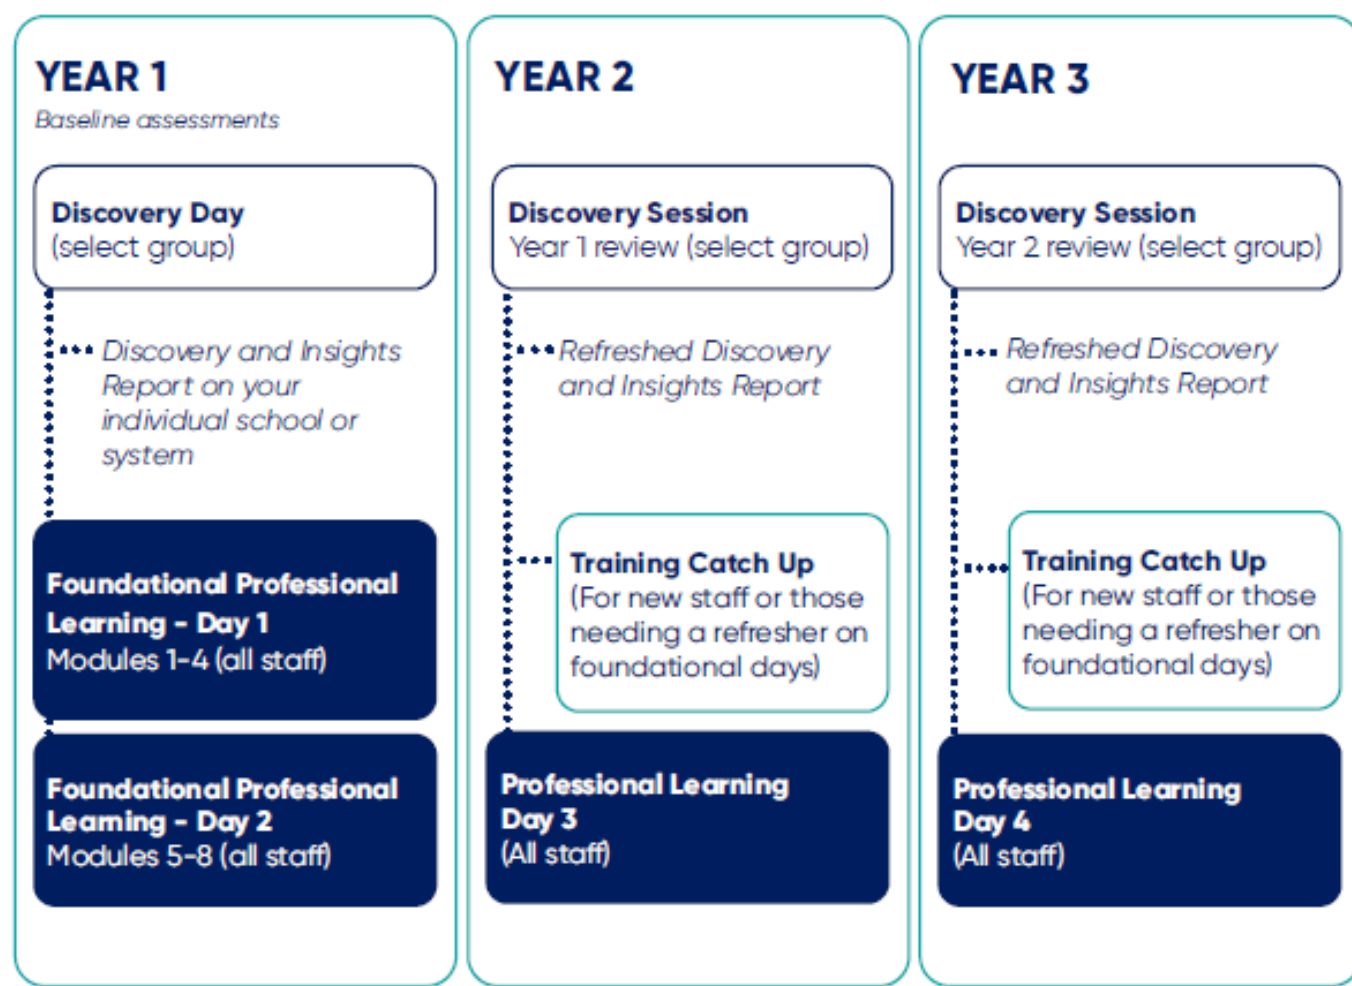 YEAR 1
Baseline assessments
Discovery Day
(select group)
Discovery and Insights
Report on your
individual school or
system
Foundational Professional
Learning - Day 1
Modules 1-4 (all staff)
Foundational Professional
Learning - Day 2
Modules 5-8 (all staff)
YEAR 2
Discovery Session
Year 1 review (select group)
Refreshed Discovery
and Insights Report
Training Catch Up
(For new staff or those
needing a refresher on
foundational days)
Professional Learning
Day 3
(All staff)
YEAR 3
Discovery Session
Year 2 review (select group)
Refreshed Discovery
and Insights Report
Training Catch Up
(For new staff or those
needing a refresher on
foundational days)
Professional Learning
Day 4
(All staff)